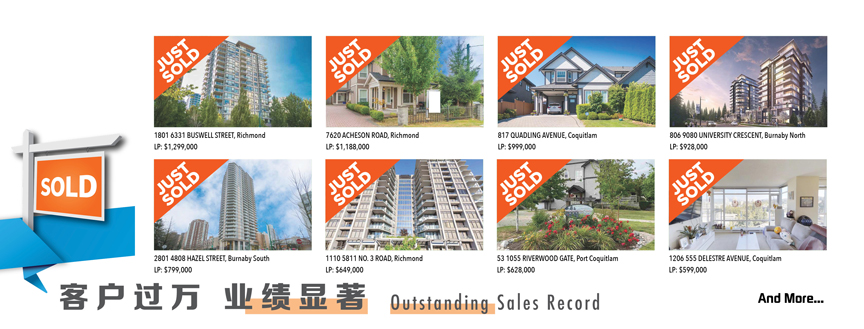 SOLD
JUST SOLD
1801 6331 BUSWELL STREET, Richmond
LP: $1,299,000
JUST SOLD
7620 ACHESON ROAD, Richmond
LP: $1,188,000
JUST SOLD
817 QUADLING AVENUE, Coquitlam
LP: $999,000
JUST SOLD
806 9080 UNIVERSITY CRESCENT, Burnaby North
LP: $928,000
JUST SOLD
2801 4808 HAZEL STREET, Burnaby South
LP: $799,000
JUST SOLD
1110 5811 NO. 3 ROAD, Richmond
LP: $649,000
JUST SOLD
53 1055 RIVERWOOD GATE, Port Coquitlam
LP: $628,000
JUST SOLD
1206 555 DELESTRE AVENUE, Coquitlam
LP: $599,000
客户过万 业绩显著 Outstanding Sales Record
And More...